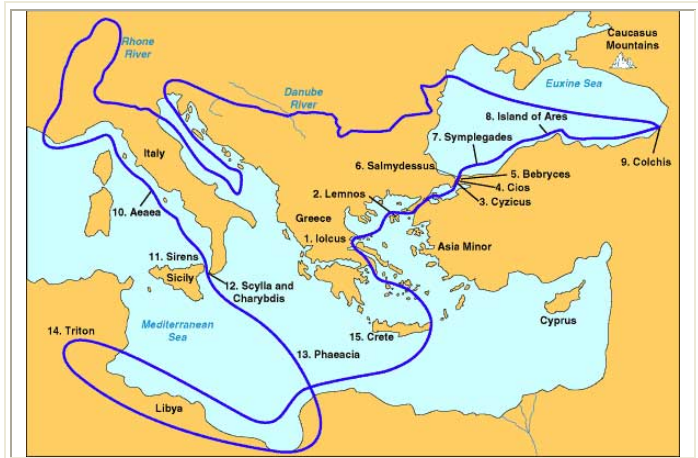 Rhone
River
Caucasus
Mountains
Danube
River
Euxine Sea
8. Island of Ares
7. Symplegades
Italy
6. Salmydessus
5. Bebryces
9. Colchis
4. Cios
2. Lemnos
3. Cyzicus
10. Aeaea
Greece
1. Iolcus
Asia Minor
11. Sirens
Sicily
12. Scylla and
Charybdis
Cyprus
14. Triton
Mediterranean
Sea
15. Crete
13. Phaeacia
Libya